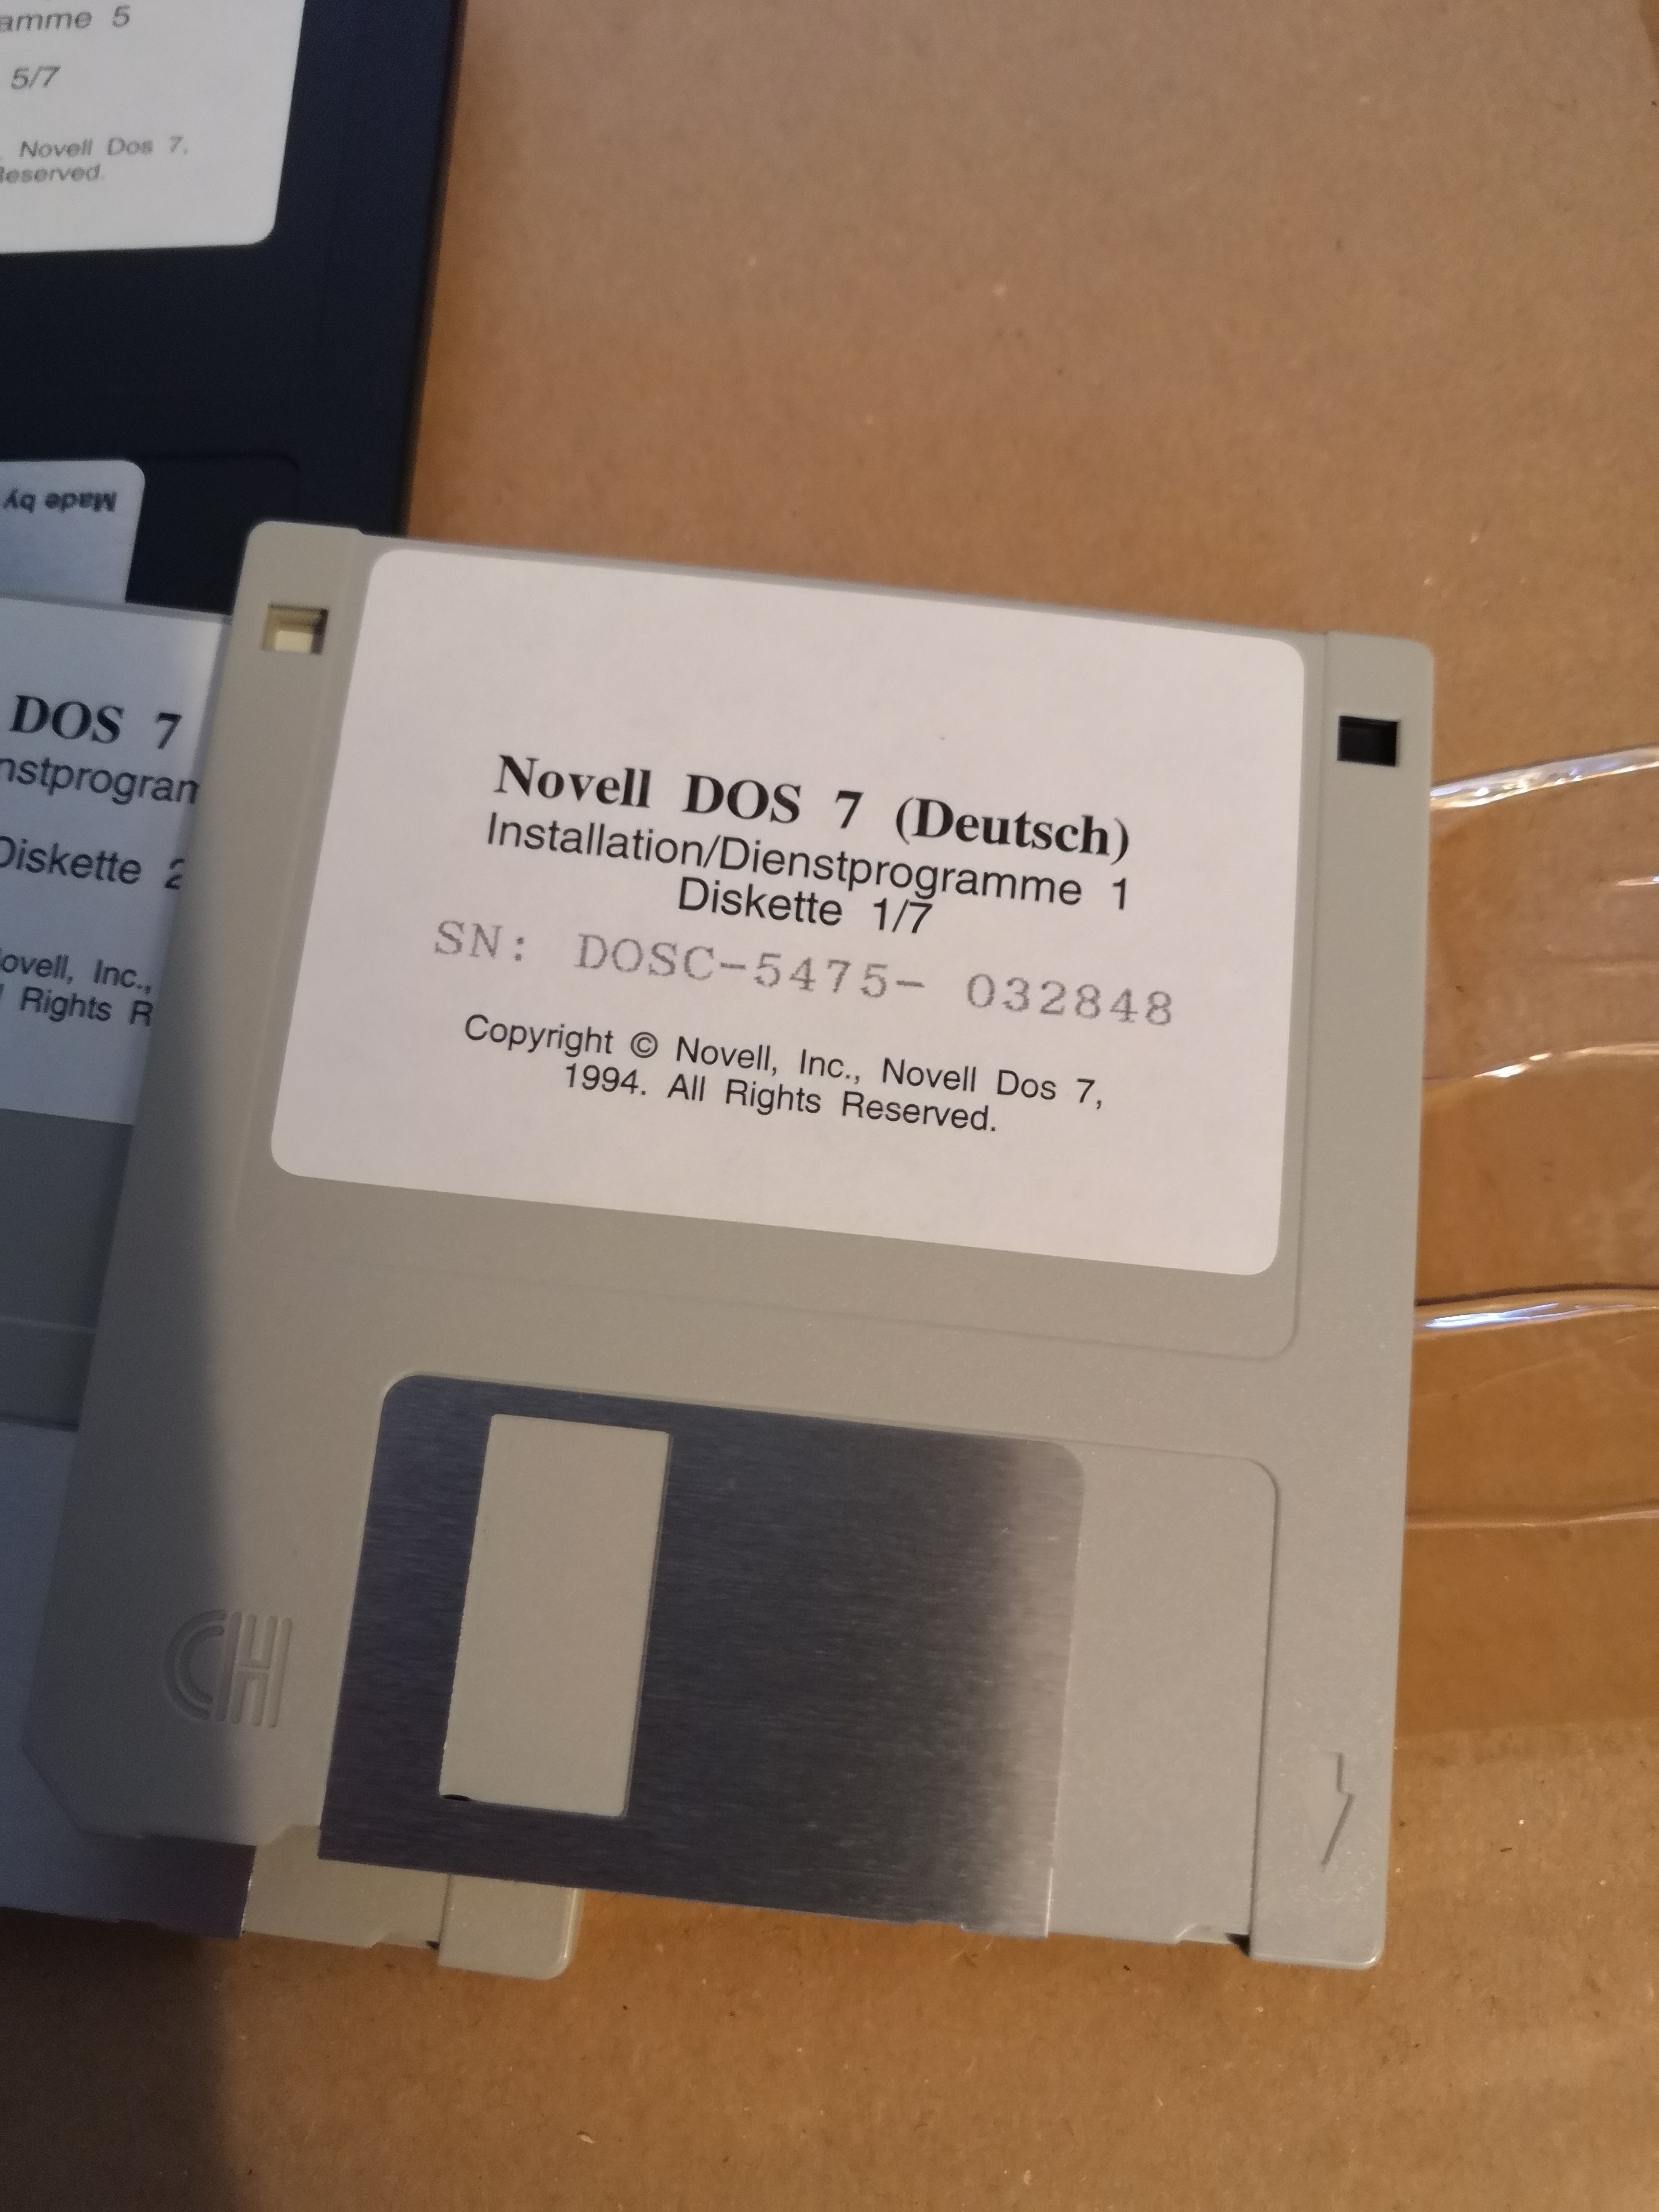 amme 5
5/7
Novell Dos 7,
Reserved.
Made by
DOS 7
nstprogram
Diskette 2
ovell, Inc.,
Rights R
Novell DOS 7 (Deutsch)
Installation/Dienstprogramme 1
Diskette 1/7
SN: DOSC-5475- 032848
Copyright © Novell, Inc., Novell Dos 7,
1994. All Rights Reserved.